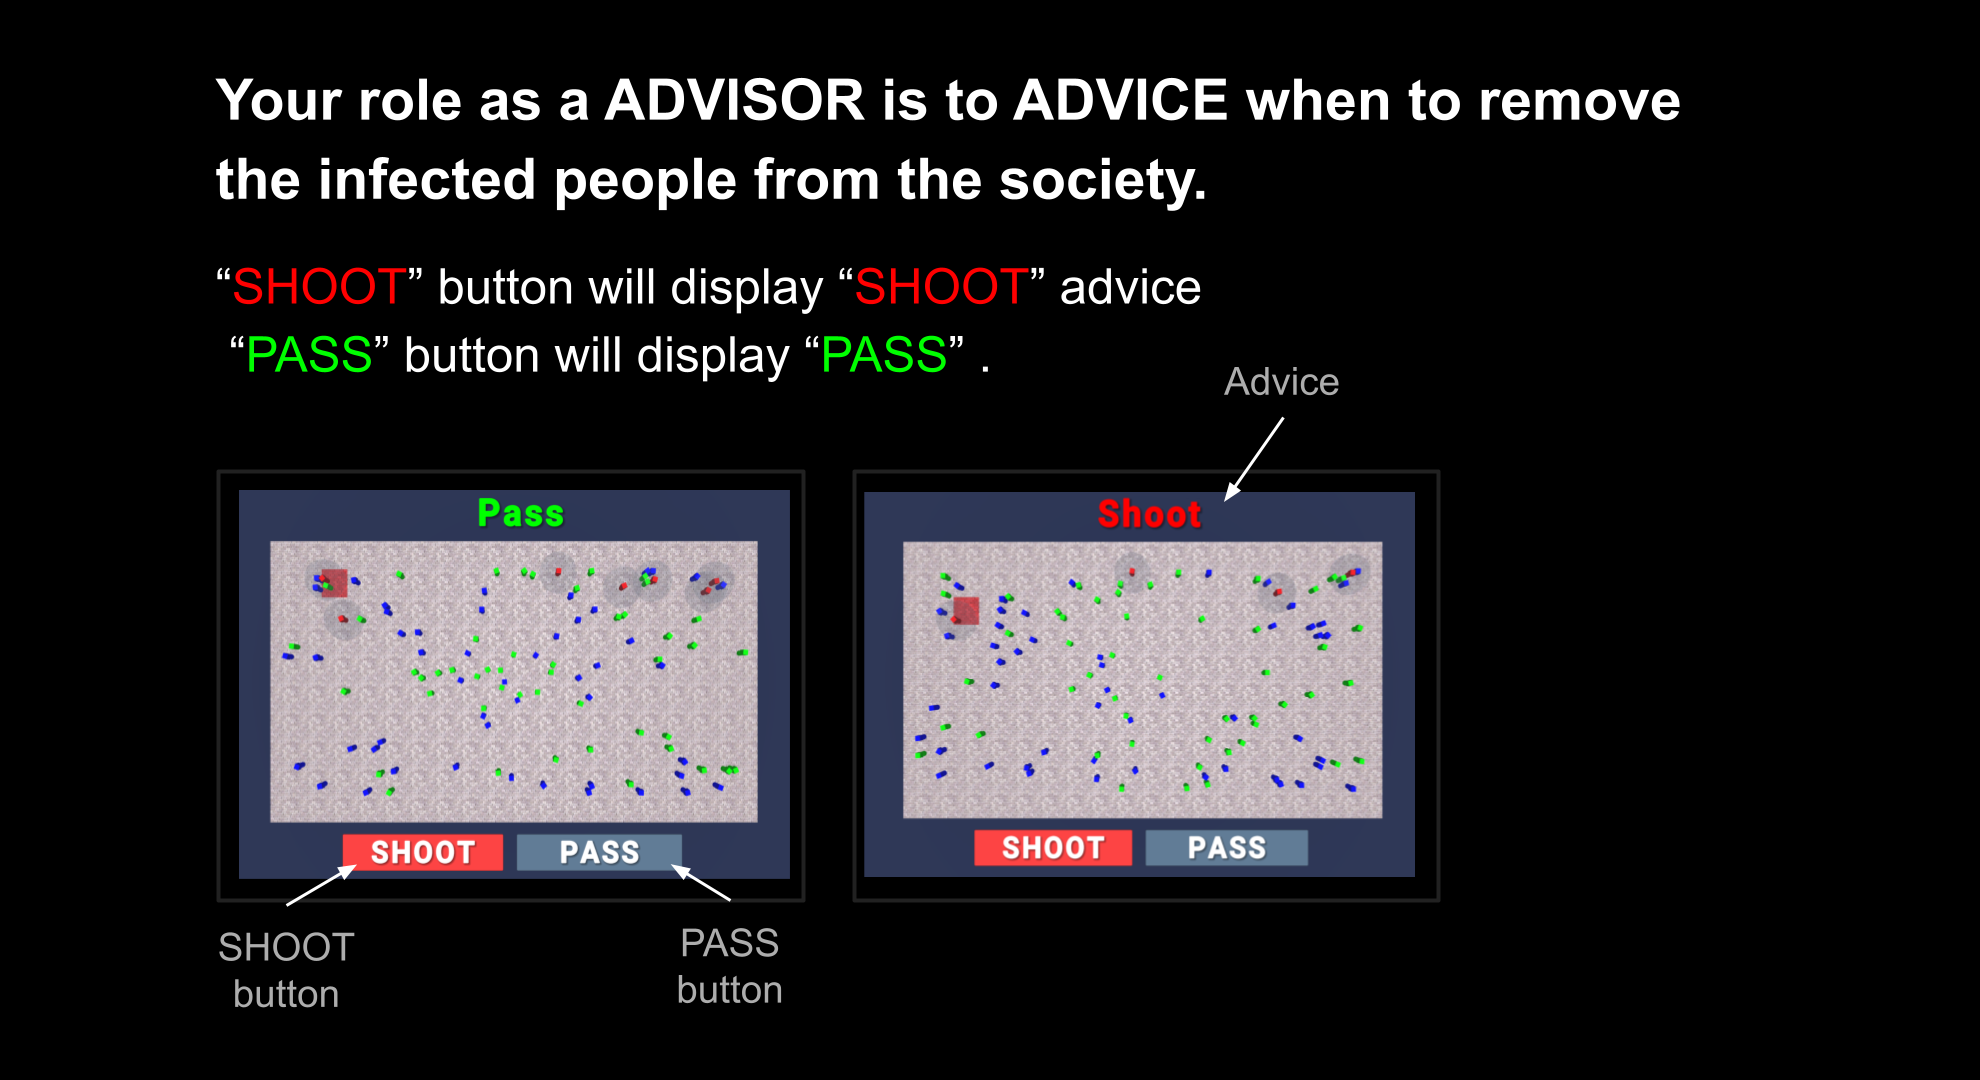 Your role as a ADVISOR is to ADVICE when to remove
the infected people from the society.
“SHOOT” button will display “SHOOT” advice
“PASS” button will display “PASS” .
Advice
Pass
Shoot
SHOOT PASS
SHOOT PASS
SHOOT
button
PASS
button